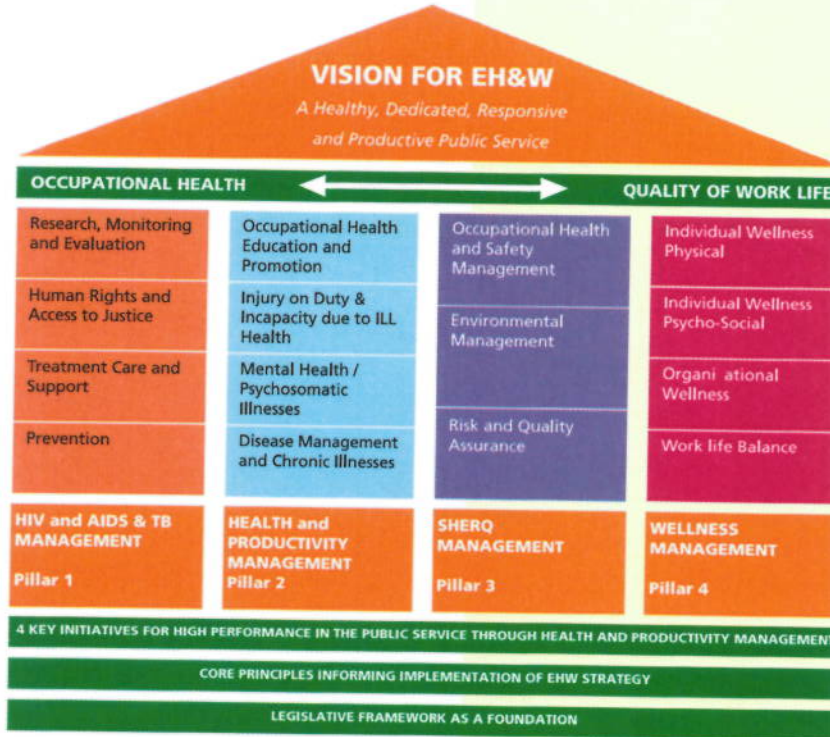 VISION FOR EH&W
A Healthy, Dedicated, Responsive
and Productive Public Service
OCCUPATIONAL HEALTH
QUALITY OF WORK LIFE
Research, Monitoring
and Evaluation
Human Rights and
Access to Justice
Treatment Care and
Support
Prevention
HIV and AIDS & TB
MANAGEMENT
Pillar 1
Occupational Health
Education and
Promotion
Injury on Duty &
Incapacity due to ILL
Health
Mental Health /
Psychosomatic
Illnesses
Disease Management
and Chronic Illnesses
HEALTH and
PRODUCTIVITY
MANAGEMENT
Pillar 2
Occupational Health
and Safety
Management
Environmental
Management
Risk and Quality
Assurance
SHERQ
MANAGEMENT
Pillar 3
Individual Wellness
Physical
Individual Wellness
Psycho-Social
Organi ational
Wellness
Work life Balance
WELLNESS
MANAGEMENT
Pillar 4
4 KEY INITIATIVES FOR HIGH PERFORMANCE IN THE PUBLIC SERVICE THROUGH HEALTH AND PRODUCTIVITY MANAGEMENT
CORE PRINCIPLES INFORMING IMPLEMENTATION OF EHW STRATEGY
LEGISLATIVE FRAMEWORK AS A FOUNDATION